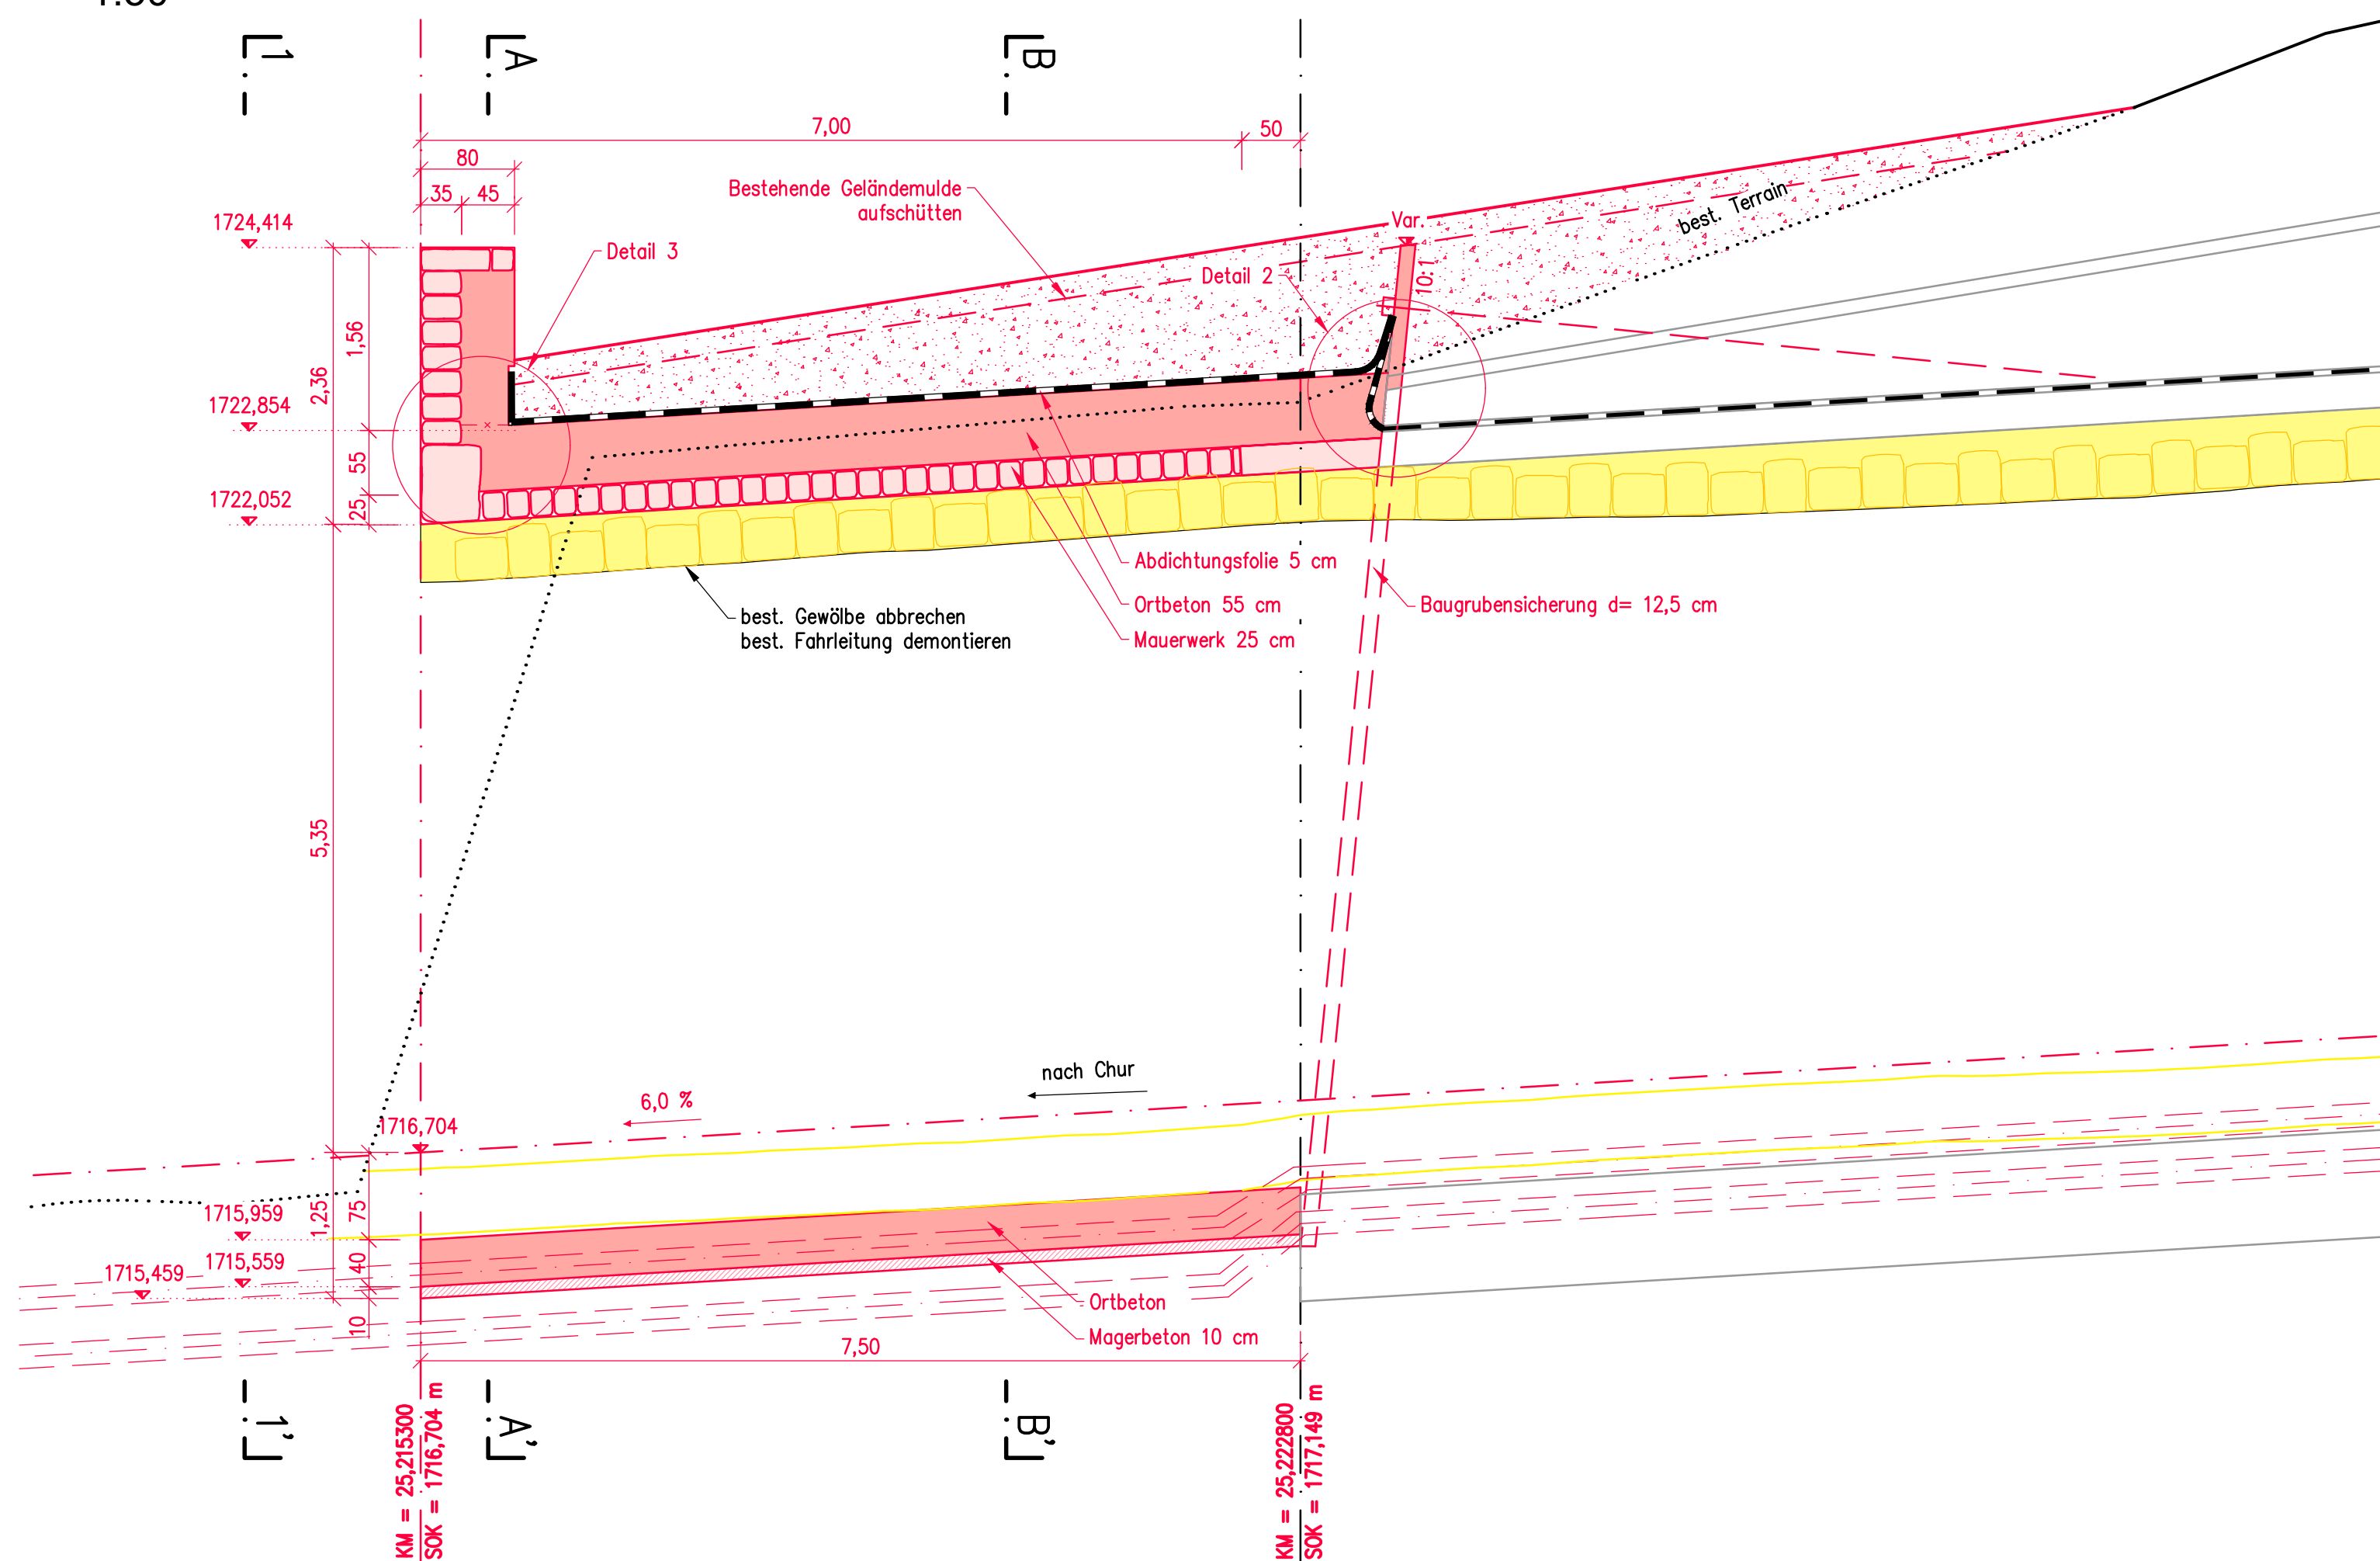 1
A
B
7,00
50
80
35
45
Bestehende Geländemulde
aufschütten
1724,414
Detail 3
Var.
best. Terrain
Detail 2
10:1
1,56
2,36
1722,854
55
1722,052
25
Abdichtungsfolie 5 cm
Ortbeton 55 cm
Mauerwerk 25 cm
Baugrubensicherung d= 12,5 cm
best. Gewölbe abbrechen
best. Fahrleitung demontieren
5,35
nach Chur
6,0 %
1716,704
1715,959
1,25
75
1715,559
40
1715,459
10
Ortbeton
Magerbeton 10 cm
7,50
1'
A'
B'
KM = 25,215300
SOK = 1716,704 m
KM = 25,222800
SOK = 1717,149 m